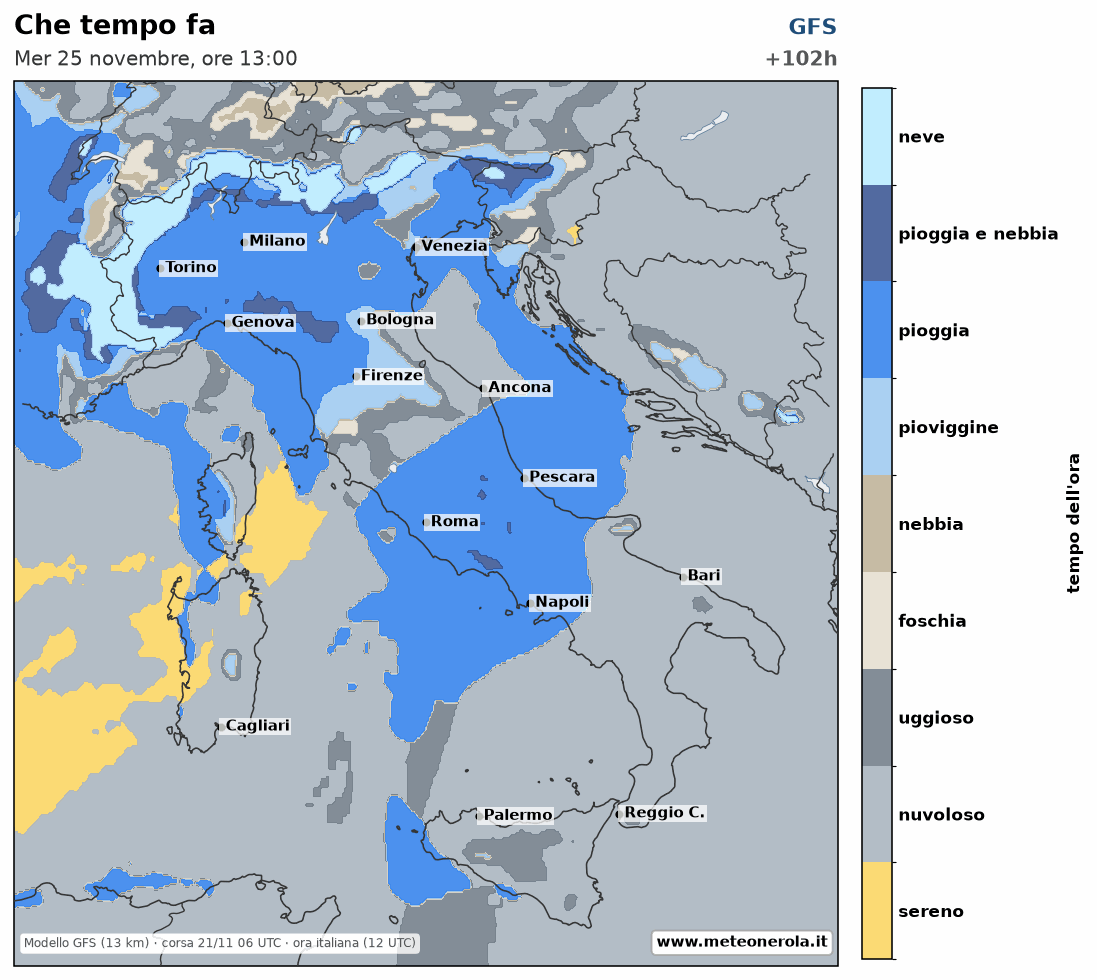 Che tempo fa
GFS
Mer 25 novembre, ore 13:00
+102h
neve
pioggia e nebbia
pioggia
pioviggine
nebbia
foschia
uggioso
nuvoloso
sereno
tempo dell'ora
Milano
Venezia
Torino
Genova
Bologna
Firenze
Ancona
Pescara
Roma
Bari
Napoli
Cagliari
Palermo
Reggio C.
Modello GFS (13 km) · corsa 21/11 06 UTC · ora italiana (12 UTC)
www.meteonerola.it